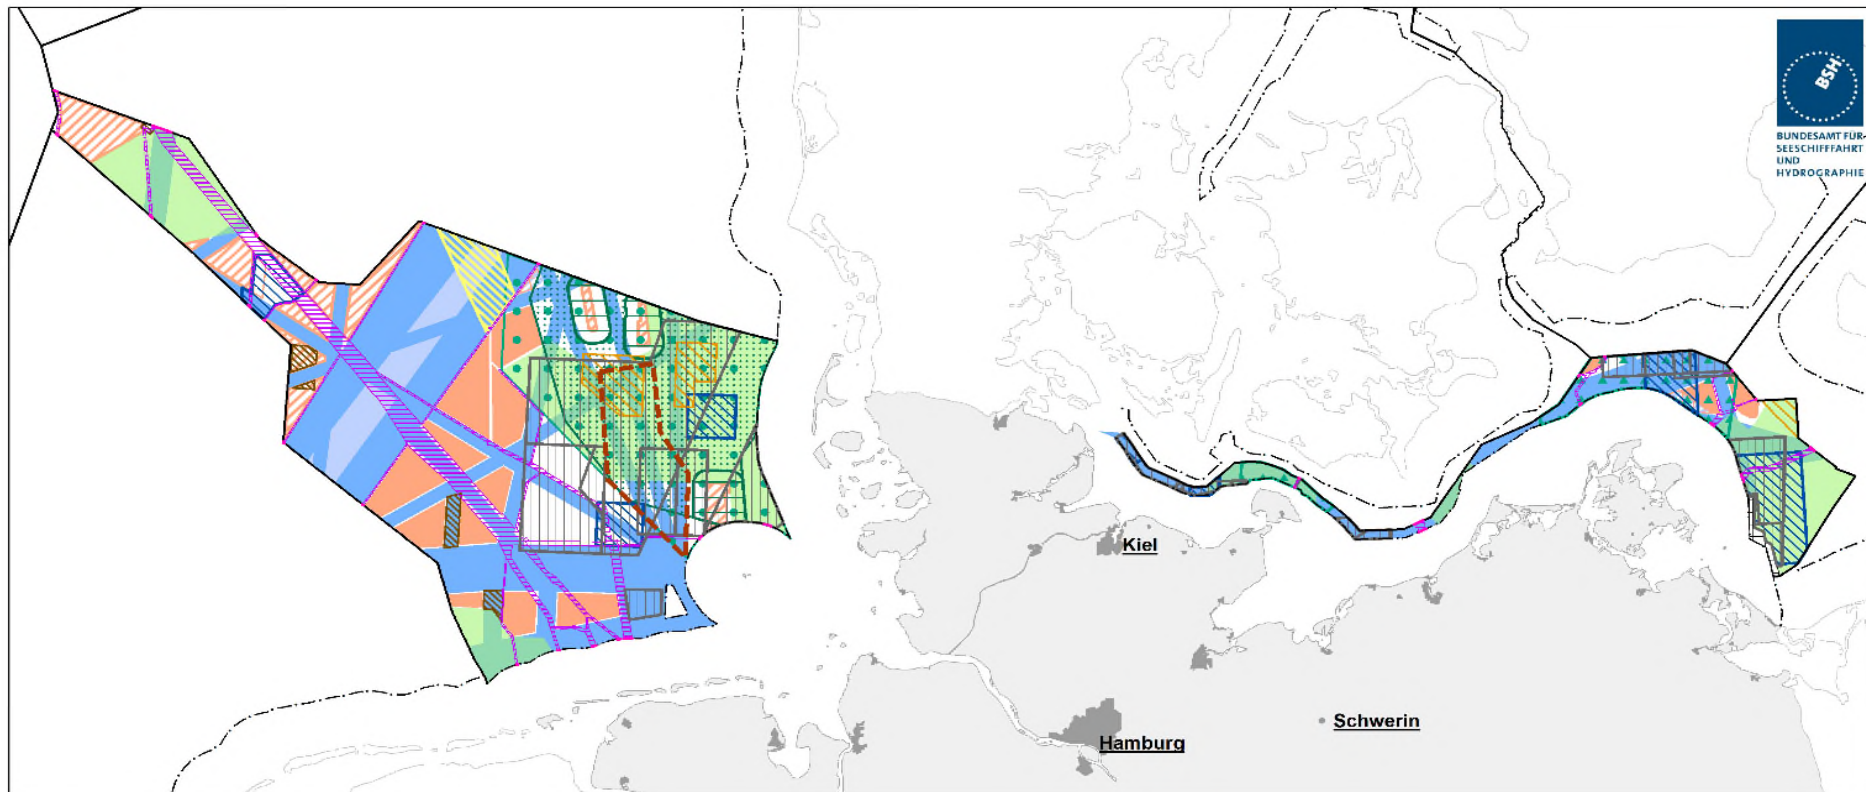 BSH
BUNDESAMT FÜR
SEESCHIFFFAHRT
UND
HYDROGRAPHIE
Kiel
Schwerin
Hamburg